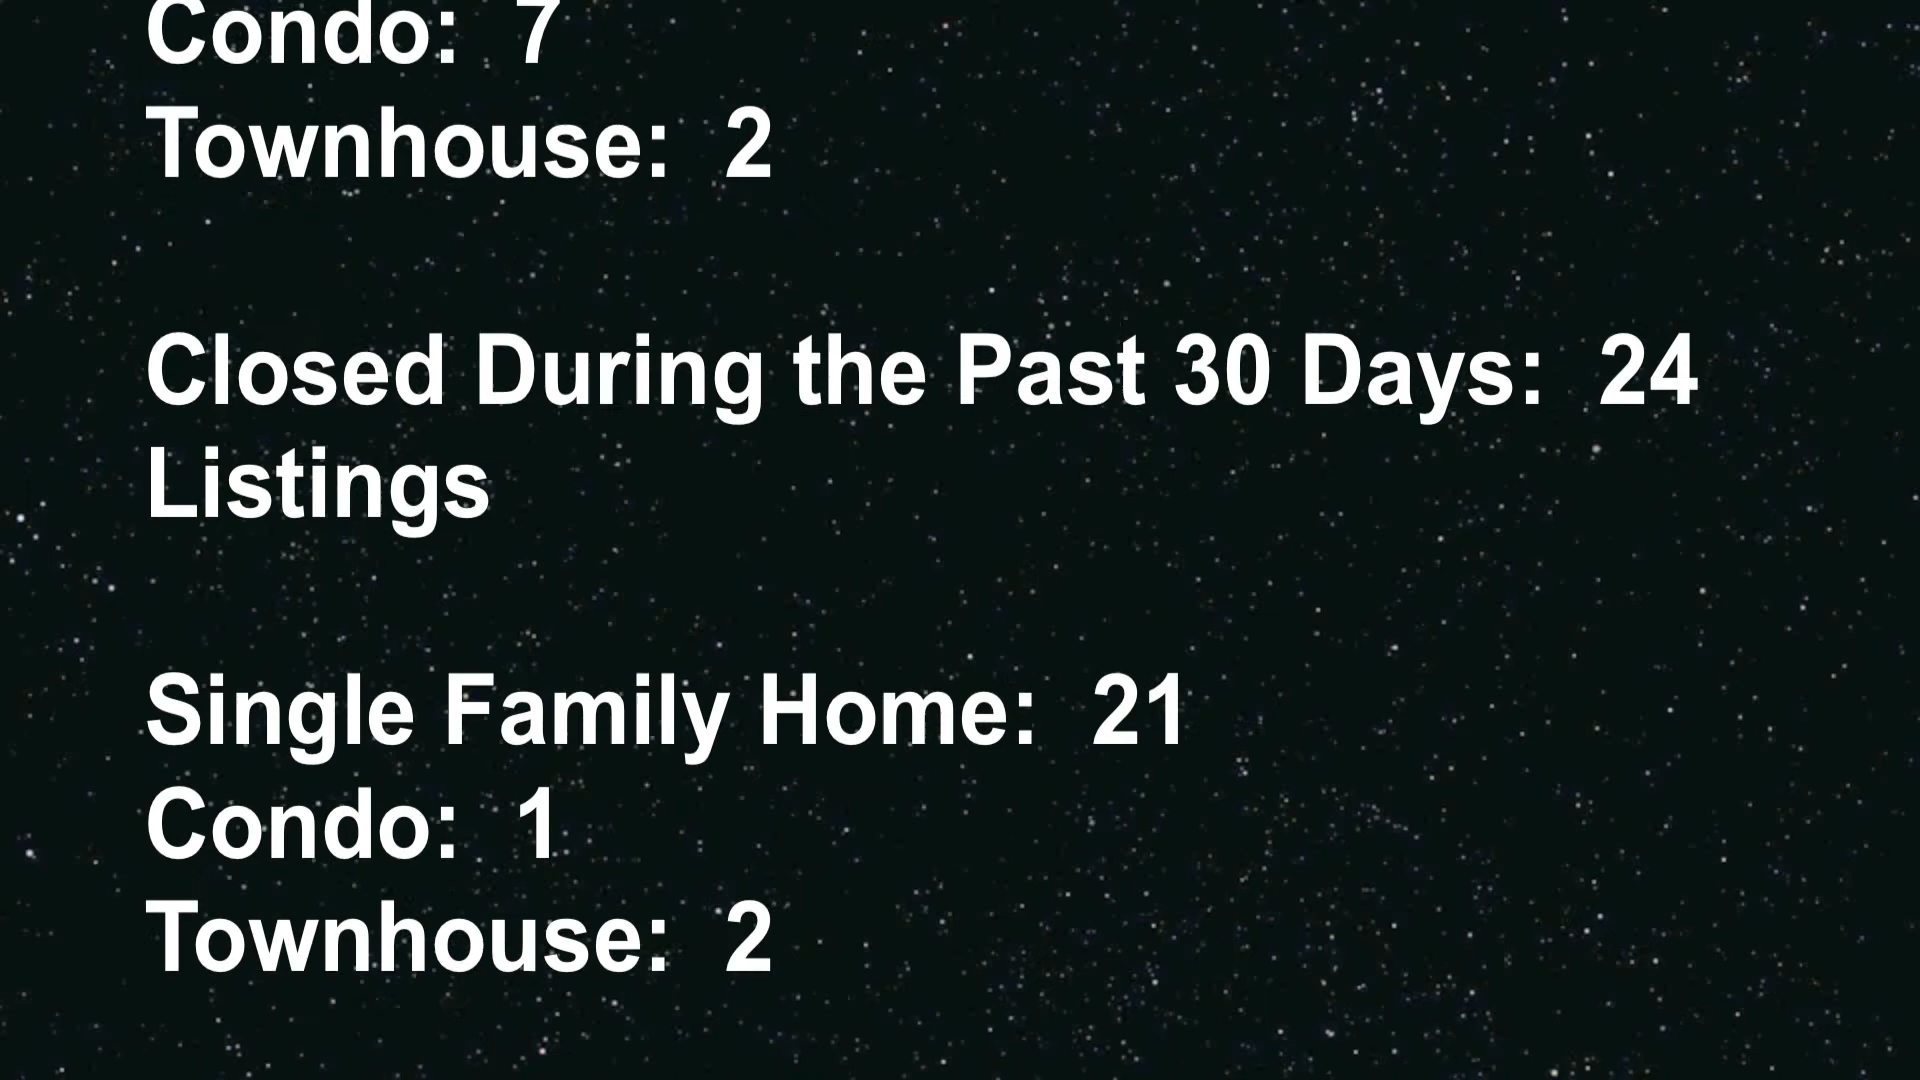 Condo: 7
Townhouse: 2
Closed During the Past 30 Days: 24
Listings
Single Family Home: 21
Condo: 1
Townhouse: 2